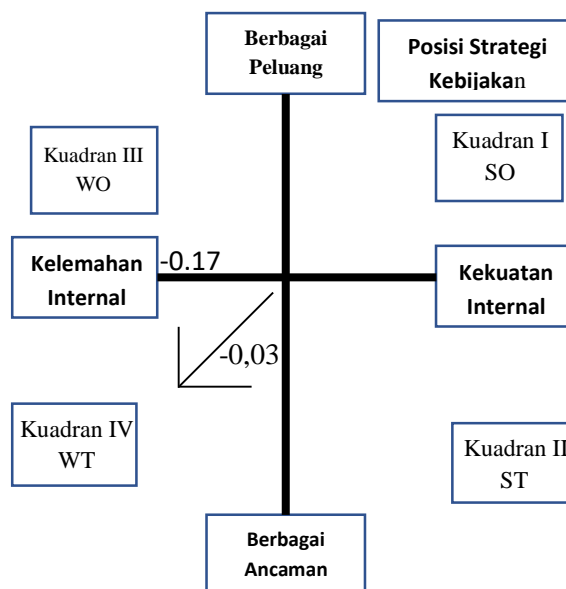 Berbagai
Peluang
Posisi Strategi
Kebijakan
Kuadran III
WO
Kuadran I
SO
Kelemahan
Internal
-0.17
Kekuatan
Internal
-0,03
Kuadran IV
WT
Kuadran II
ST
Berbagai
Ancaman